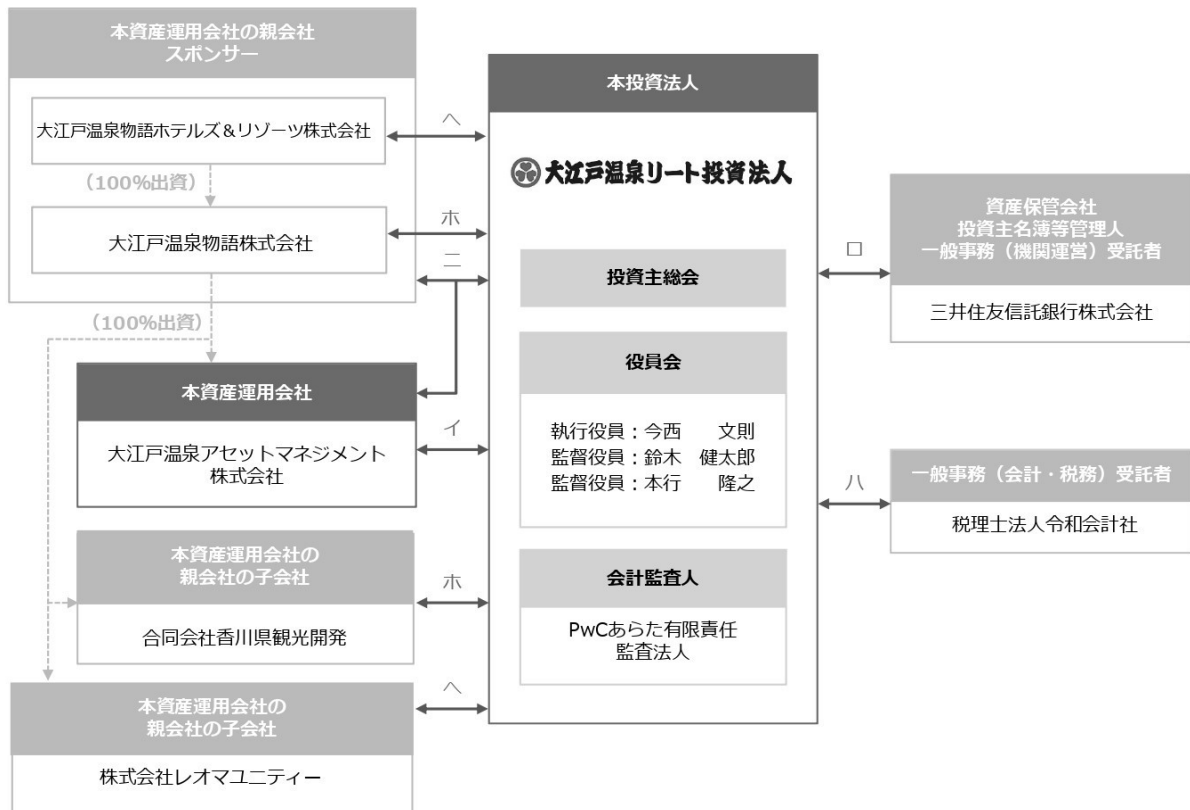 本資産運用会社の親会社
スポンサー
大江戸温泉物語ホテルズ&リゾーツ株式会社
(100%出資)
大江戸温泉物語株式会社
(100%出資)
本資産運用会社
大江戸温泉アセットマネジメント
株式会社
本資産運用会社の
親会社の子会社
合同会社香川県観光開発
本資産運用会社の
親会社の子会社
株式会社レオマユニティー
ヘ
ホ
ニ
イ
ホ
ヘ
本投資法人
大江戸温泉リート投資法人
投資主総会
役員会
執行役員:今西 文則
監督役員:鈴木 健太郎
監督役員:本行 隆之
会計監査人
PwCあらた有限責任
監査法人
ロ
ハ
資産保管会社
投資主名簿等管理人
一般事務(機関運営)受託者
三井住友信託銀行株式会社
一般事務(会計・税務)受託者
税理士法人令和会計社